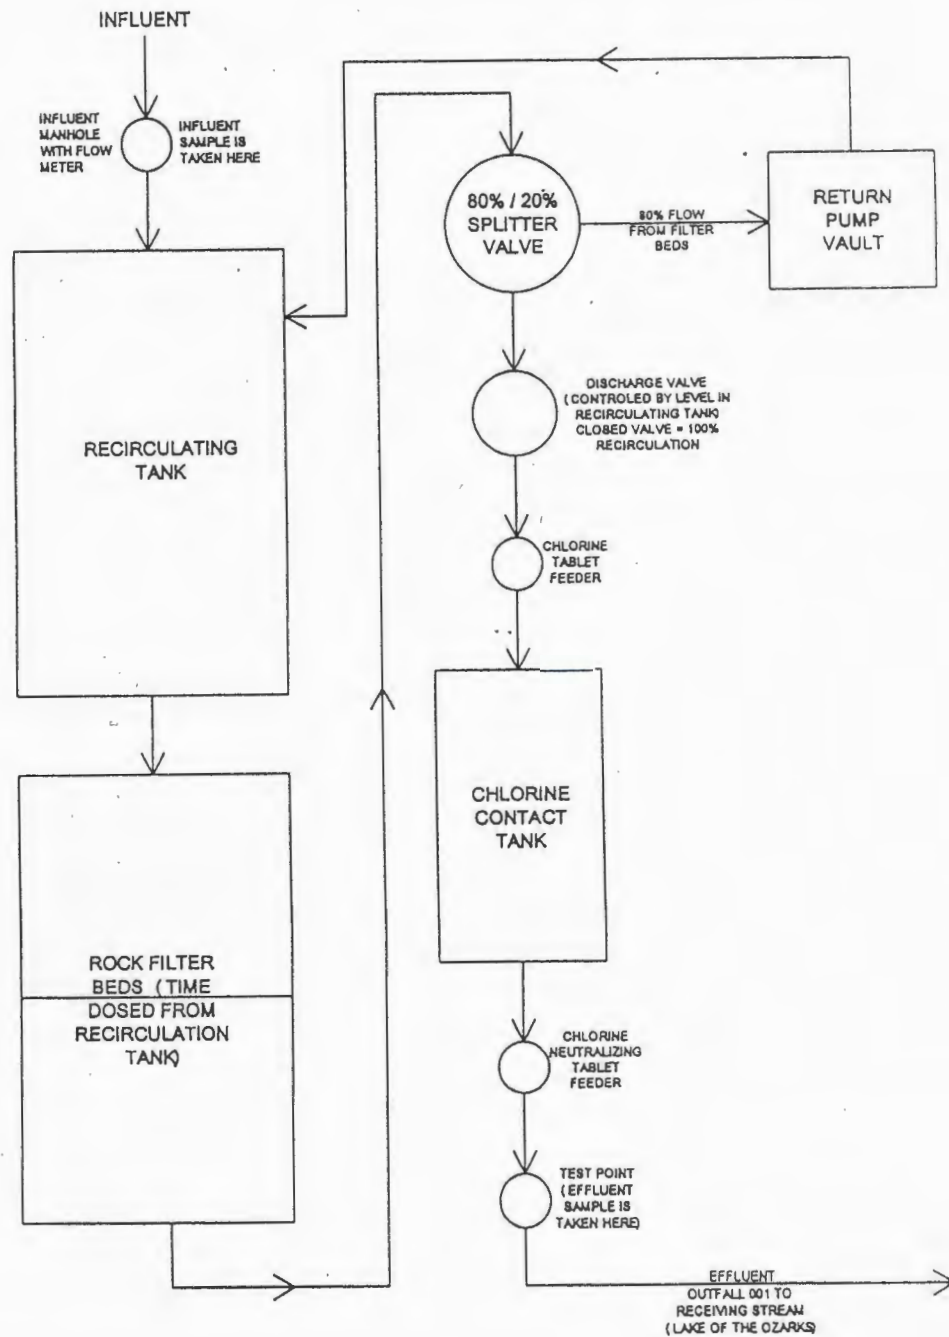 INFLUENT
INFLUENT
MANHOLE
WITH FLOW
METER
INFLUENT
SAMPLE IS
TAKEN HERE
80% / 20%
SPLITTER
VALVE
80% FLOW
FROM FILTER
BEDS
RETURN
PUMP
VAULT
RECIRCULATING
TANK
DISCHARGE VALVE
(CONTROLED BY LEVEL IN
RECIRCULATING TANK)
CLOSED VALVE = 100%
RECIRCULATION
CHLORINE
TABLET
FEEDER
CHLORINE
CONTACT
TANK
ROCK FILTER
BEDS (TIME
DOSED FROM
RECIRCULATION
TANK)
CHLORINE
NEUTRALIZING
TABLET
FEEDER
TEST POINT
(EFFLUENT
SAMPLE IS
TAKEN HERE)
EFFLUENT
OUTFALL 001 TO
RECEIVING STREAM
(LAKE OF THE OZARKS)